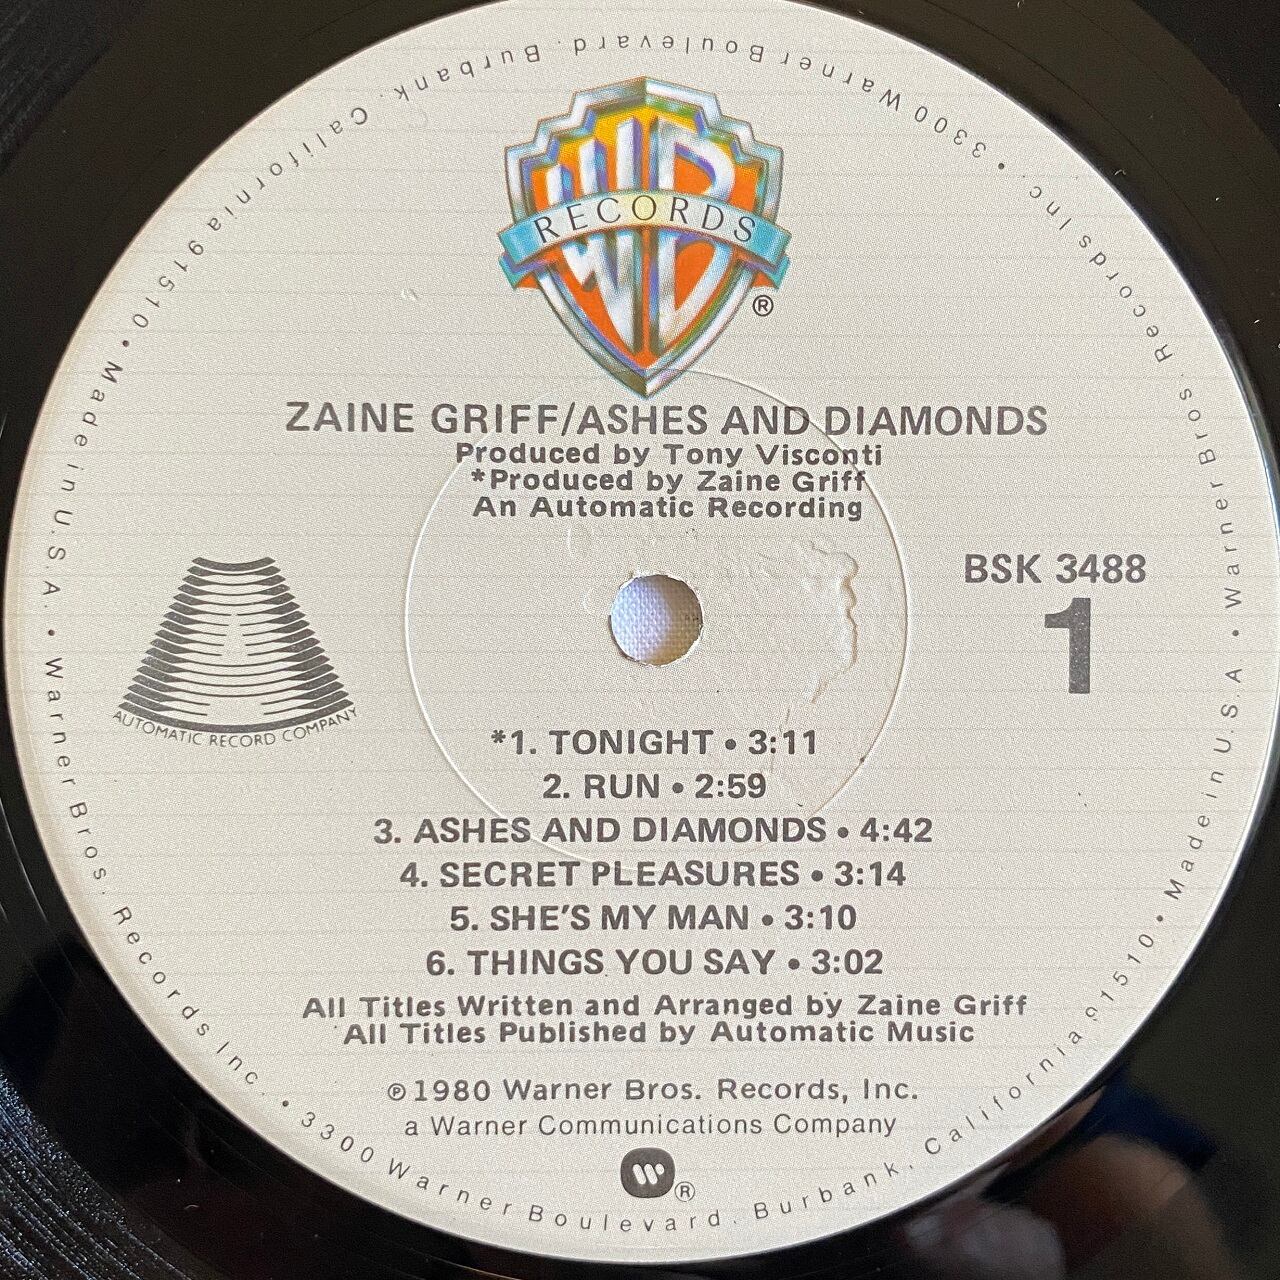 RECORDS
®
ZAINE GRIFF/ASHES AND DIAMONDS
Produced by Tony Visconti
*Produced by Zaine Griff
An Automatic Recording
BSK 3488
1
AUTOMATIC RECORD COMPANY
*1. TONIGHT • 3:11
2. RUN • 2:59
3. ASHES AND DIAMONDS • 4:42
4. SECRET PLEASURES • 3:14
5. SHE'S MY MAN • 3:10
6. THINGS YOU SAY • 3:02
All Titles Written and Arranged by Zaine Griff
All Titles Published by Automatic Music
℗1980 Warner Bros. Records, Inc.
a Warner Communications Company
®
Made in U.S.A. • Warner Bros. Records Inc. • 3300 Warner Boulevard. Burbank, California 91510 • Made in U.S.A. • Warner Bros. Records Inc. • 3300 Warner Boulevard. Burbank, California 91510 •